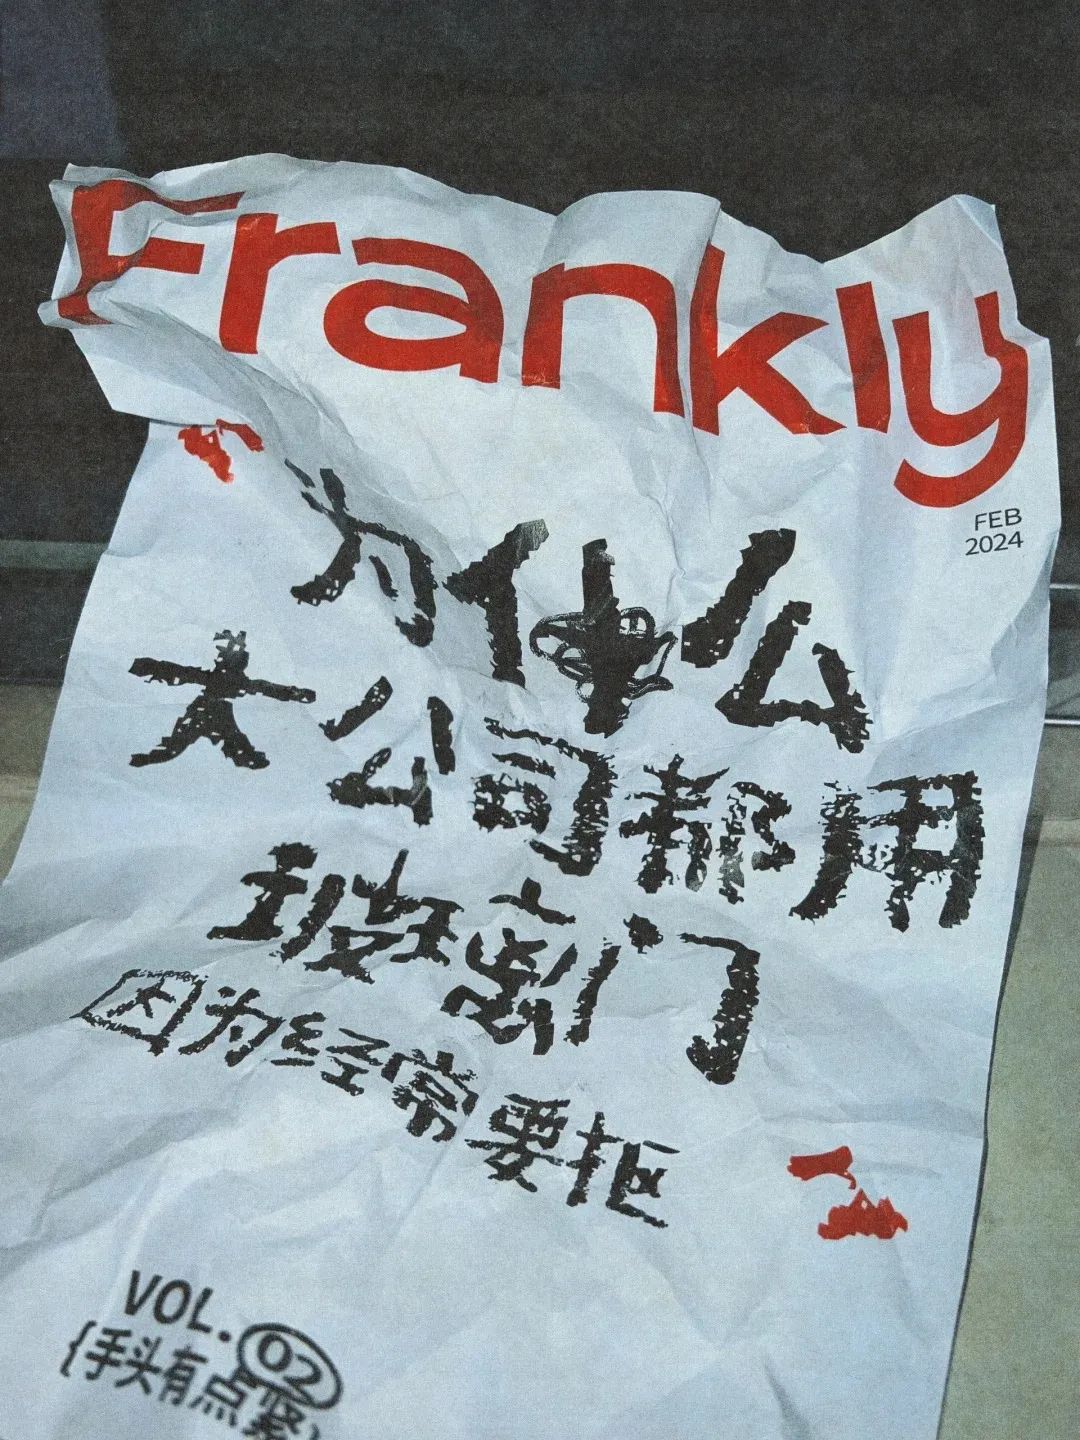 Frankly
FEB
2024
为什么
大公司都用
玻璃门
因为经常要抠
VOL. 02
{手头有点紧}